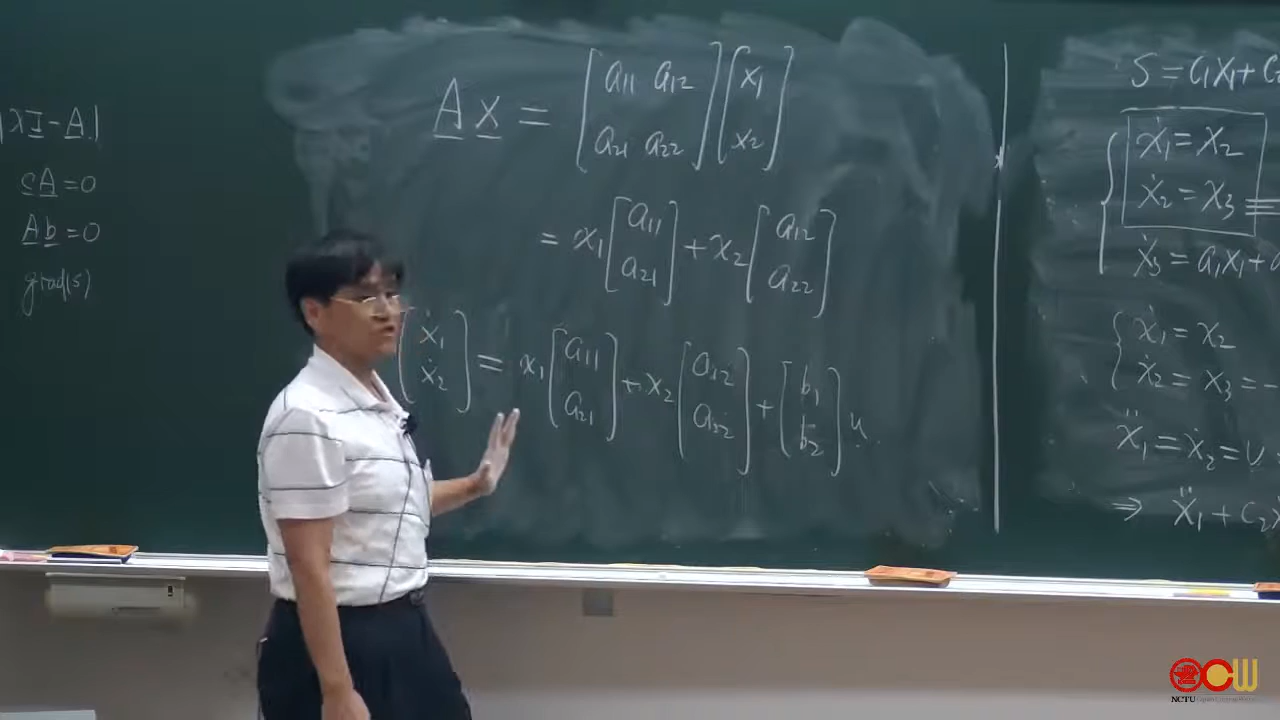 |λI-A|
cA=0
Ab=0
grad(s)
A x = [a11 a12
a21 a22] [x1
x2]
= x1 [a11
a21] + x2 [a12
a22]
[ẋ1
ẋ2] = x1 [a11
a21] + x2 [a12
a22] + [b1
b2] u
S = C1X1+C2
ẋ1 = x2
ẋ2 = x3
ẋ3 = a1x1+
ẋ1 = x2
ẋ2 = x3 = -
ẍ1 = ẋ2 =
⇒ ẍ1 + C2
OCW
NCTU